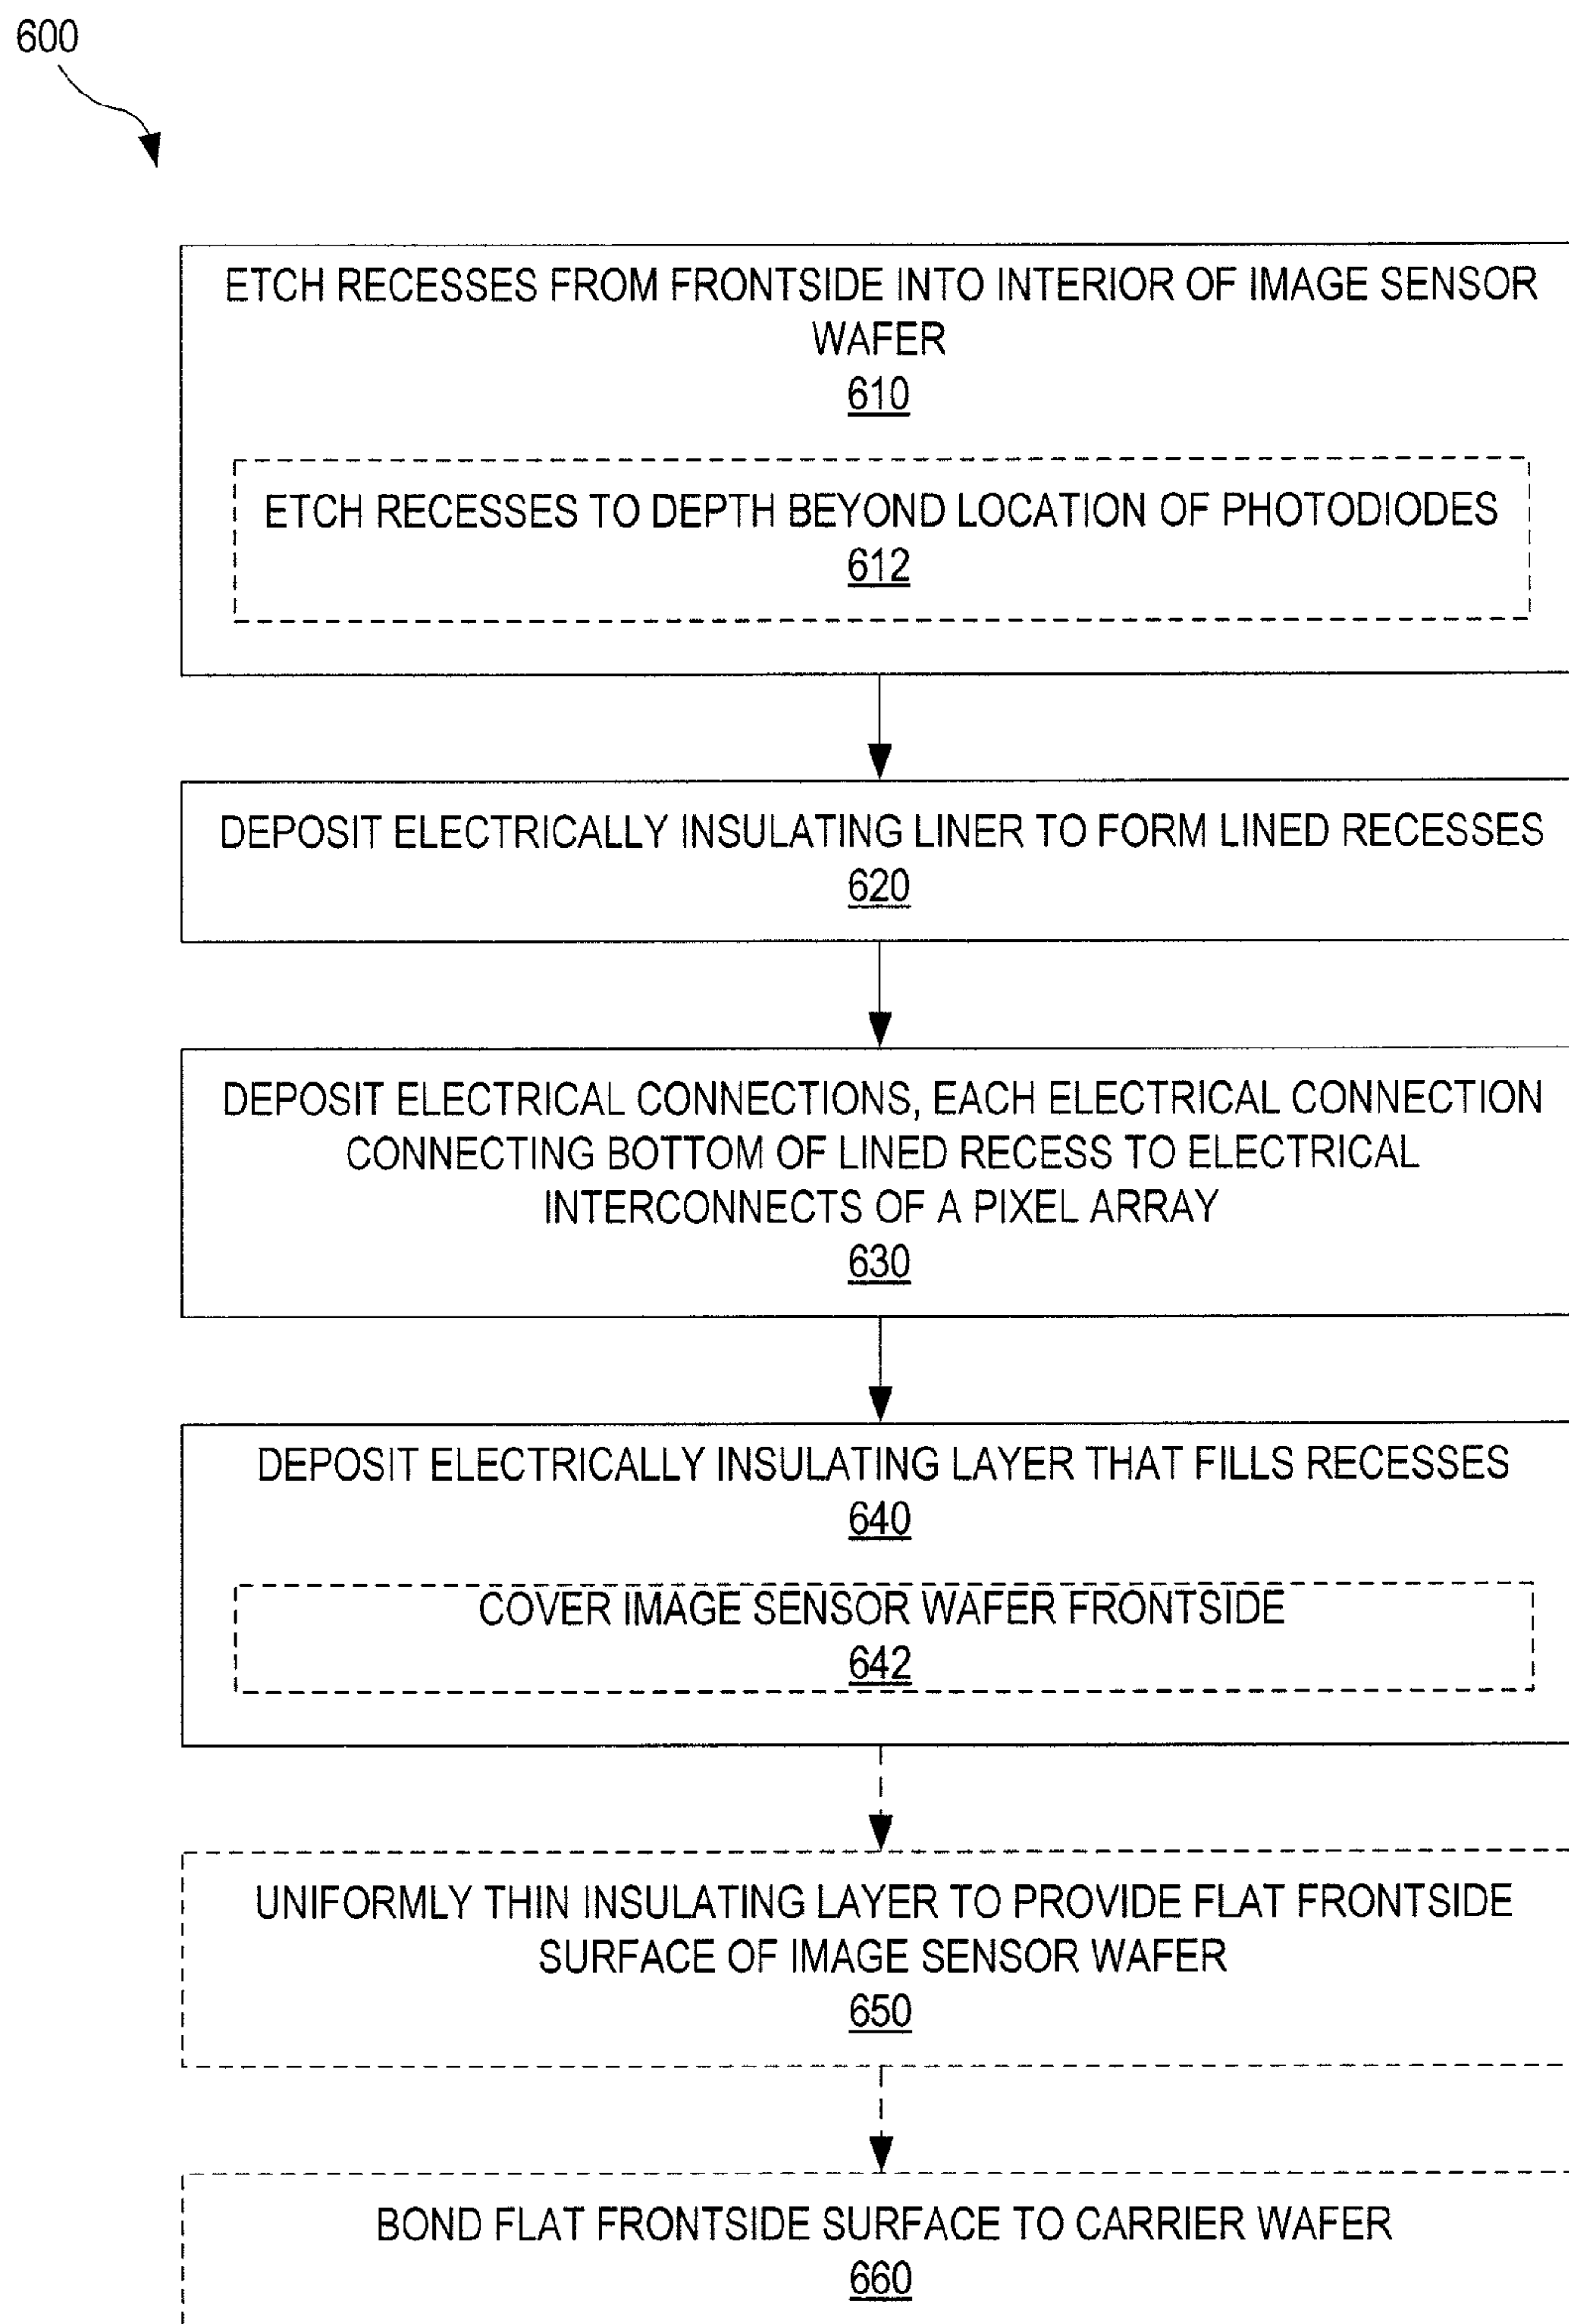 600
ETCH RECESSES FROM FRONTSIDE INTO INTERIOR OF IMAGE SENSOR
WAFER
610
ETCH RECESSES TO DEPTH BEYOND LOCATION OF PHOTODIODES
612
DEPOSIT ELECTRICALLY INSULATING LINER TO FORM LINED RECESSES
620
DEPOSIT ELECTRICAL CONNECTIONS, EACH ELECTRICAL CONNECTION
CONNECTING BOTTOM OF LINED RECESS TO ELECTRICAL
INTERCONNECTS OF A PIXEL ARRAY
630
DEPOSIT ELECTRICALLY INSULATING LAYER THAT FILLS RECESSES
640
COVER IMAGE SENSOR WAFER FRONTSIDE
642
UNIFORMLY THIN INSULATING LAYER TO PROVIDE FLAT FRONTSIDE
SURFACE OF IMAGE SENSOR WAFER
650
BOND FLAT FRONTSIDE SURFACE TO CARRIER WAFER
660